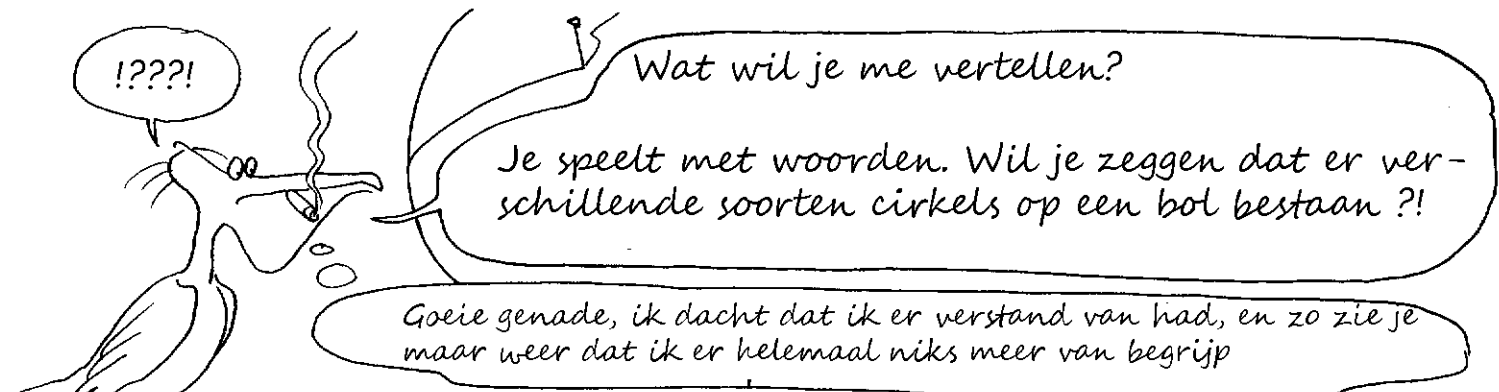 !???!
Wat wil je me vertellen?
Je speelt met woorden. Wil je zeggen dat er ver-
schillende soorten cirkels op een bol bestaan ?!
Goeie genade, ik dacht dat ik er verstand van had, en zo zie je
maar weer dat ik er helemaal niks meer van begrijp